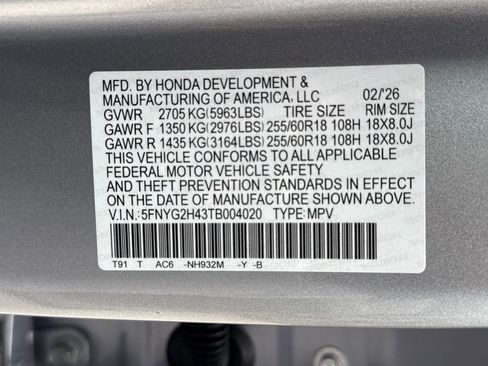 MFD. BY HONDA DEVELOPMENT &
MANUFACTURING OF AMERICA, LLC 02/'26
GVWR 2705 KG(5963LBS) TIRE SIZE RIM SIZE
GAWR F 1350 KG(2976LBS) 255/60R18 108H 18X8.0J
GAWR R 1435 KG(3164LBS) 255/60R18 108H 18X8.0J
THIS VEHICLE CONFORMS TO ALL APPLICABLE
FEDERAL MOTOR VEHICLE SAFETY
AND THEFT PREVENTION STANDARDS IN EFFECT
ON THE DATE OF MANUFACTURE SHOWN ABOVE.
V.I.N.:5FNYG2H43TB004020 TYPE:MPV
T91 T AC6 -NH932M -Y -B